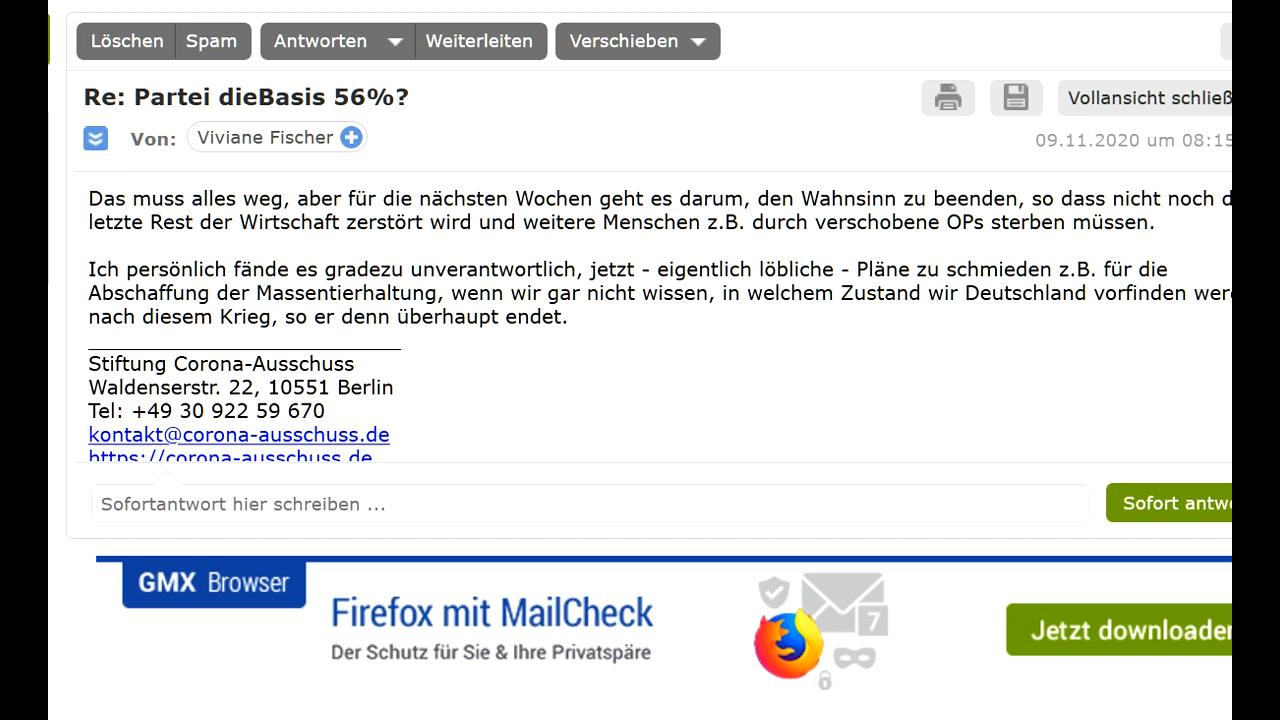 Löschen Spam Antworten Weiterleiten Verschieben
Re: Partei dieBasis 56%?
Vollansicht schließ
Von: Viviane Fischer
09.11.2020 um 08:15
Das muss alles weg, aber für die nächsten Wochen geht es darum, den Wahnsinn zu beenden, so dass nicht noch d
letzte Rest der Wirtschaft zerstört wird und weitere Menschen z.B. durch verschobene OPs sterben müssen.
Ich persönlich fände es gradezu unverantwortlich, jetzt - eigentlich löbliche - Pläne zu schmieden z.B. für die
Abschaffung der Massentierhaltung, wenn wir gar nicht wissen, in welchem Zustand wir Deutschland vorfinden wer
nach diesem Krieg, so er denn überhaupt endet.
Stiftung Corona-Ausschuss
Waldenserstr. 22, 10551 Berlin
Tel: +49 30 922 59 670
kontakt@corona-ausschuss.de
https://corona-ausschuss.de
Sofortantwort hier schreiben ...
Sofort antw
GMX Browser
Firefox mit MailCheck
7
Der Schutz für Sie & Ihre Privatspäre
Jetzt downloaden